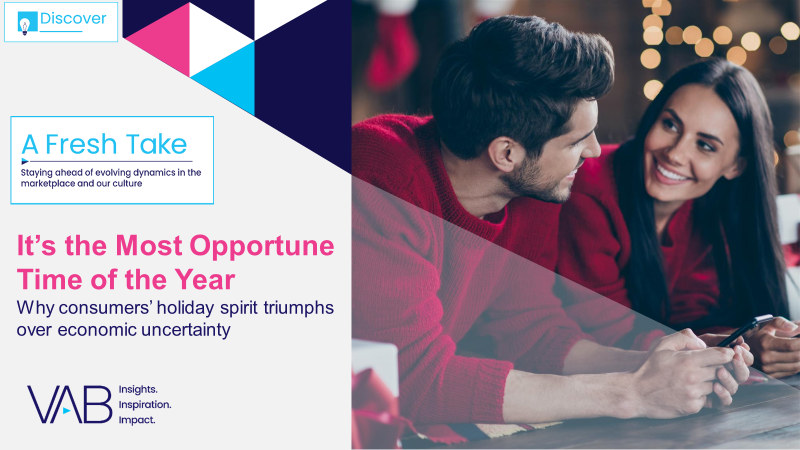 Discover
A Fresh Take
Staying ahead of evolving dynamics in the
marketplace and our culture
It’s the Most Opportune
Time of the Year
Why consumers’ holiday spirit triumphs
over economic uncertainty
VAB
Insights.
Inspiration.
Impact.